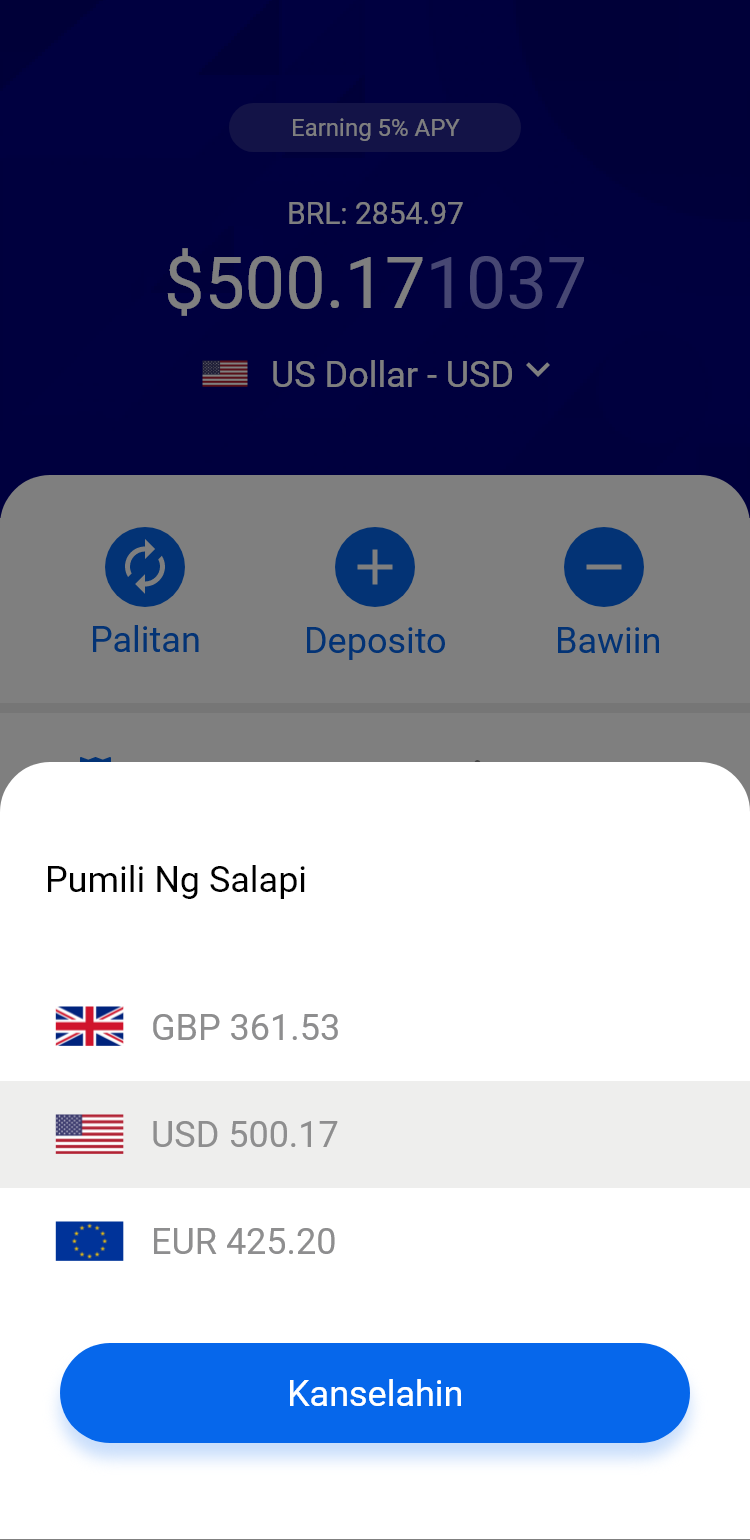 Earning 5% APY
BRL: 2854.97
$500.171037
US Dollar - USD
Palitan
Deposito
Bawiin
Pumili Ng Salapi
GBP 361.53
USD 500.17
EUR 425.20
Kanselahin